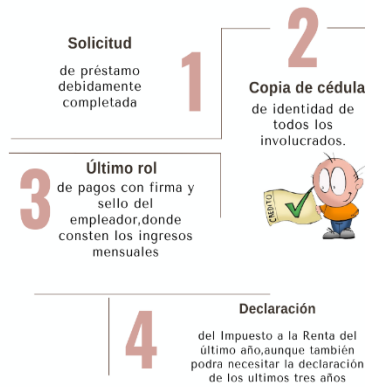 Solicitud
de préstamo
debidamente
completada
1
2
Copia de cédula
de identidad de
todos los
involucrados.
3
Último rol
de pagos con firma y
sello del
empleador,donde
consten los ingresos
mensuales
CREDITO
4
Declaración
del Impuesto a la Renta del
último año,aunque también
podra necesitar la declaración
de los ultimos tres años